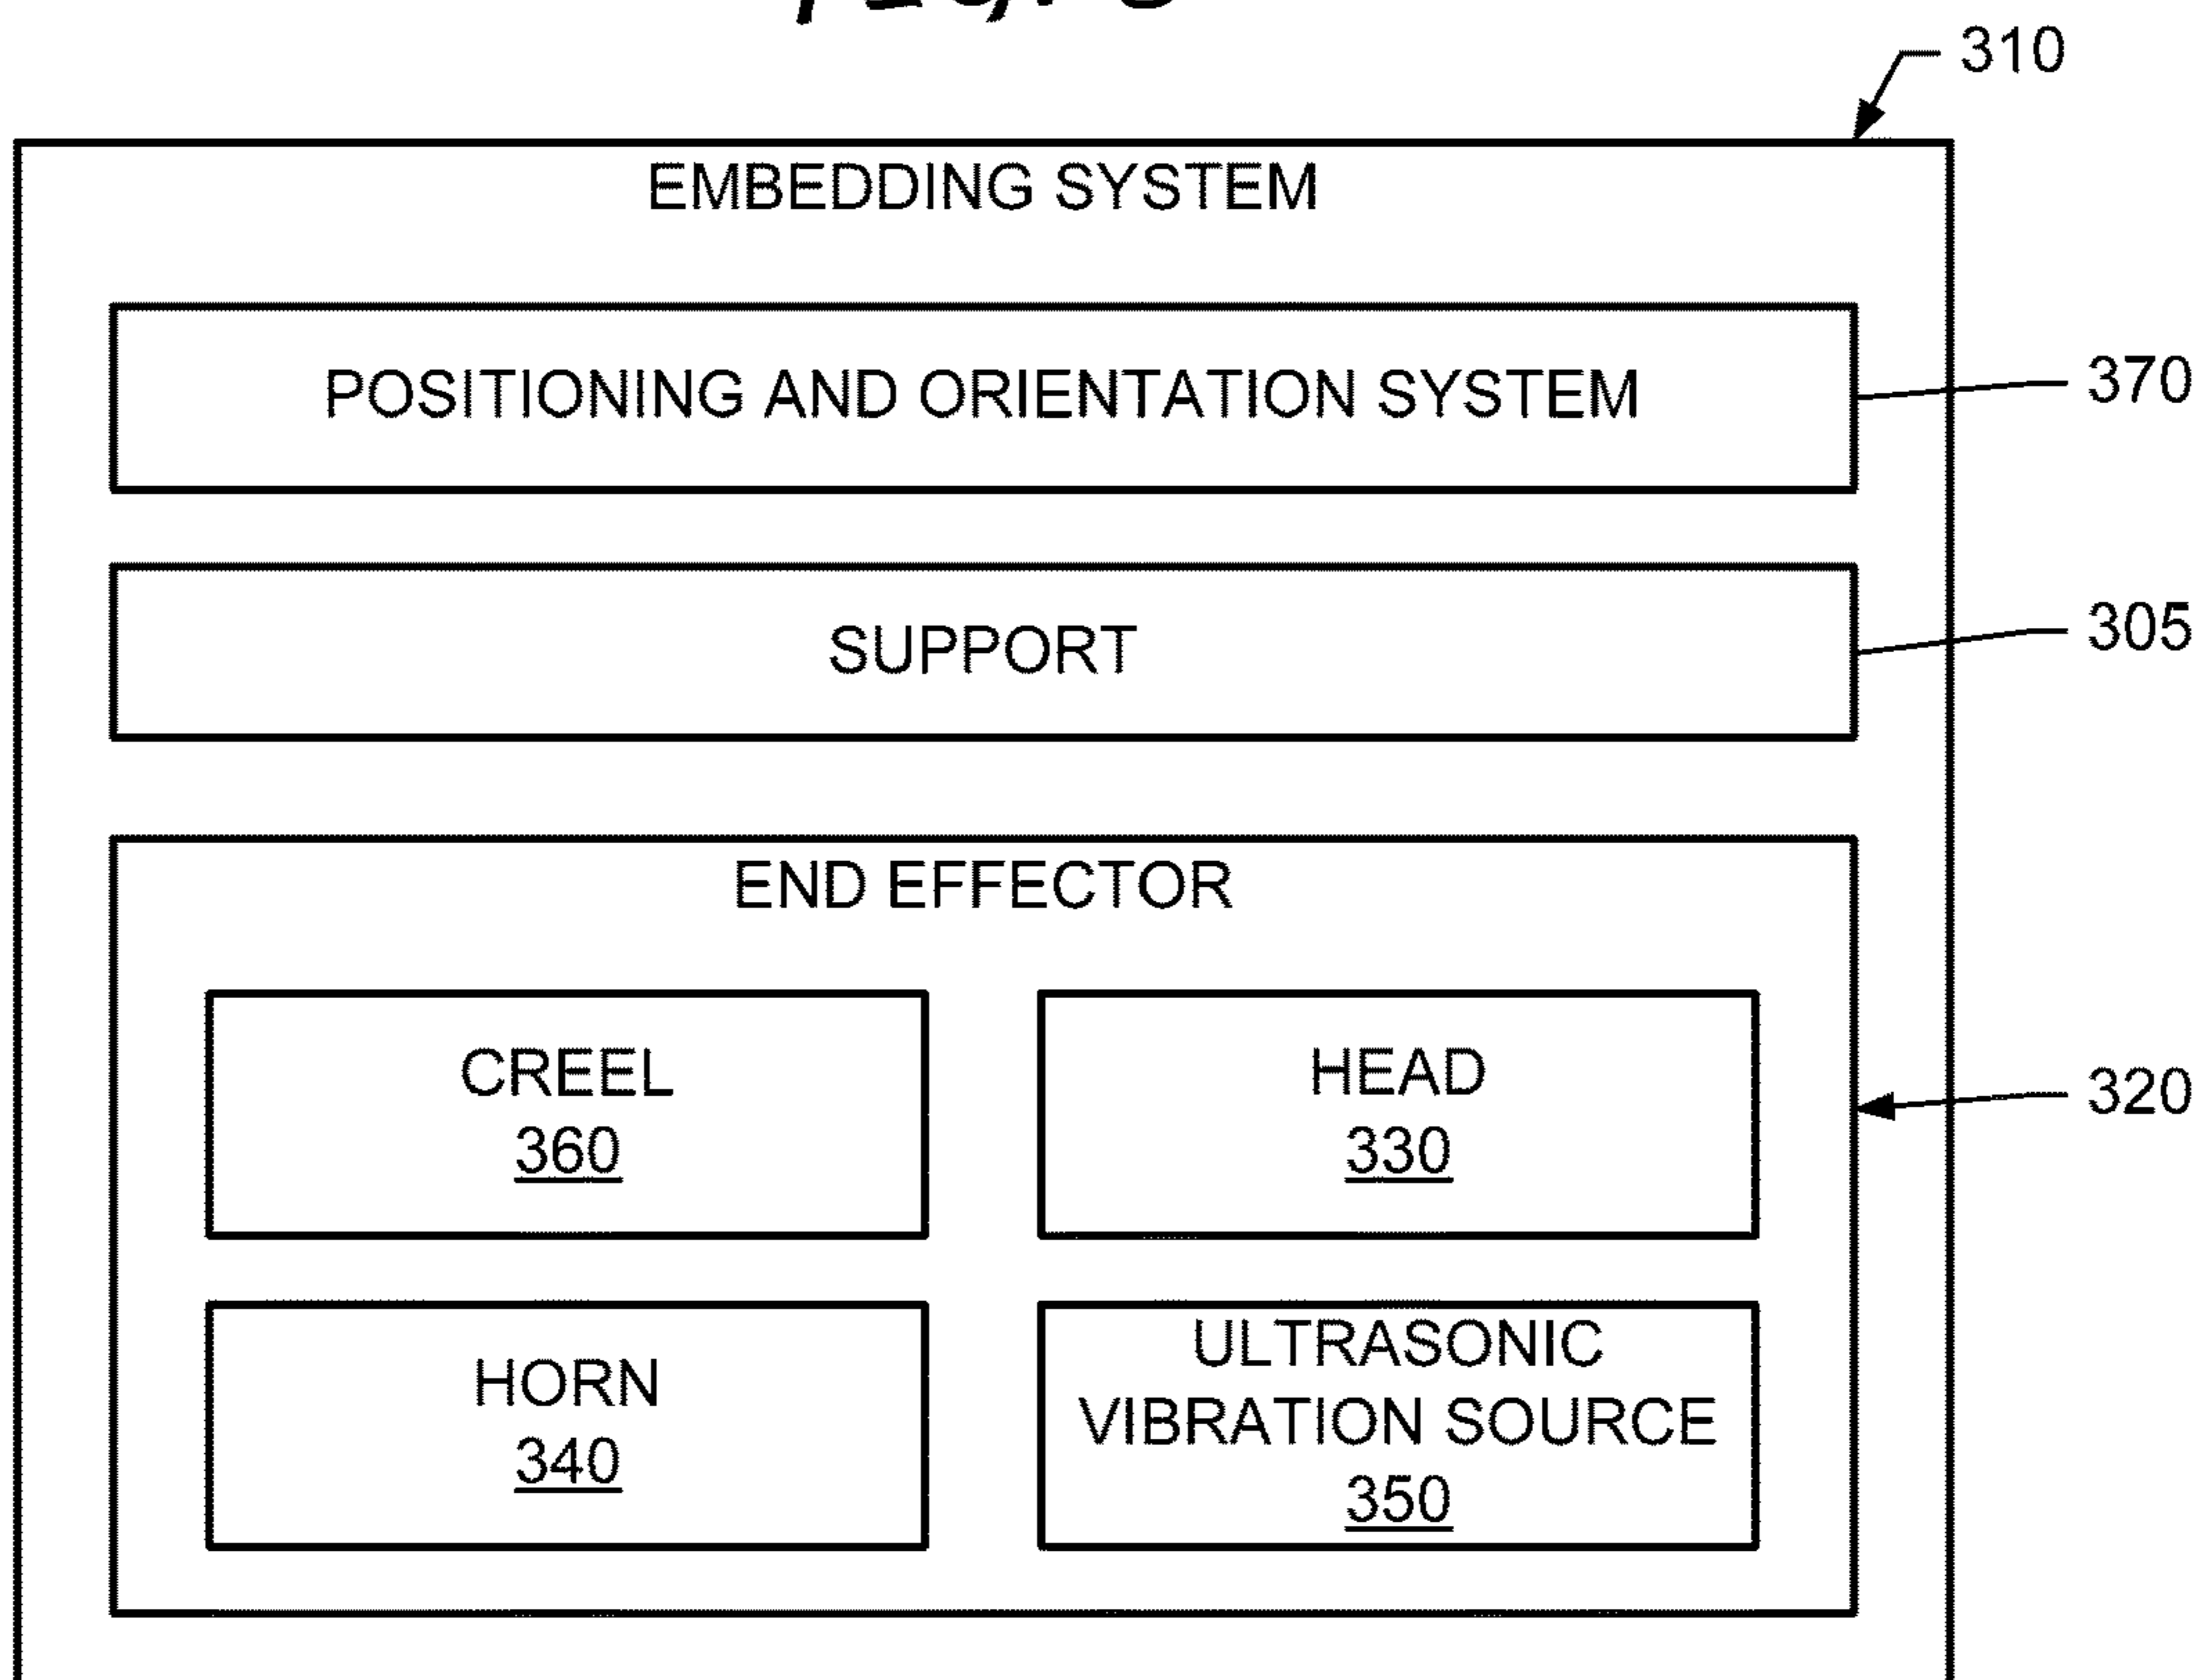 310
EMBEDDING SYSTEM
POSITIONING AND ORIENTATION SYSTEM
370
SUPPORT
305
END EFFECTOR
CREEL
360
HEAD
330
320
HORN
340
ULTRASONIC
VIBRATION SOURCE
350